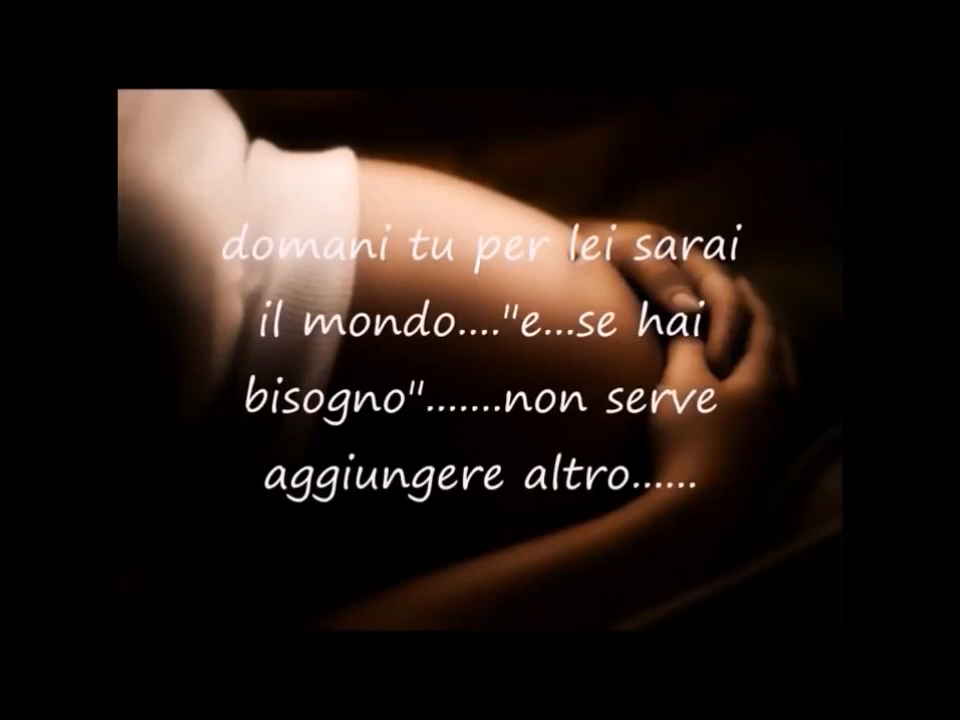 domani tu per lei sarai
il mondo...."e...se hai
bisogno".......non serve
aggiungere altro......